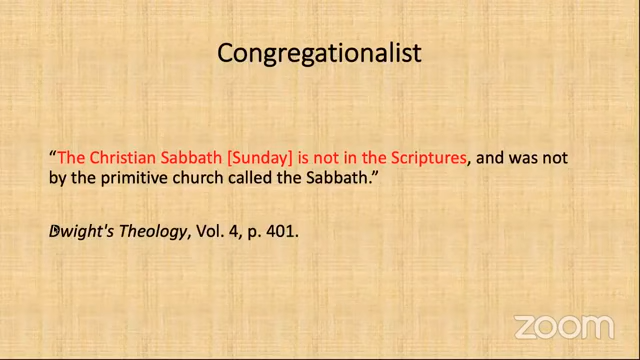 Congregationalist
“The Christian Sabbath [Sunday] is not in the Scriptures, and was not
by the primitive church called the Sabbath.”
Dwight's Theology, Vol. 4, p. 401.
zoom